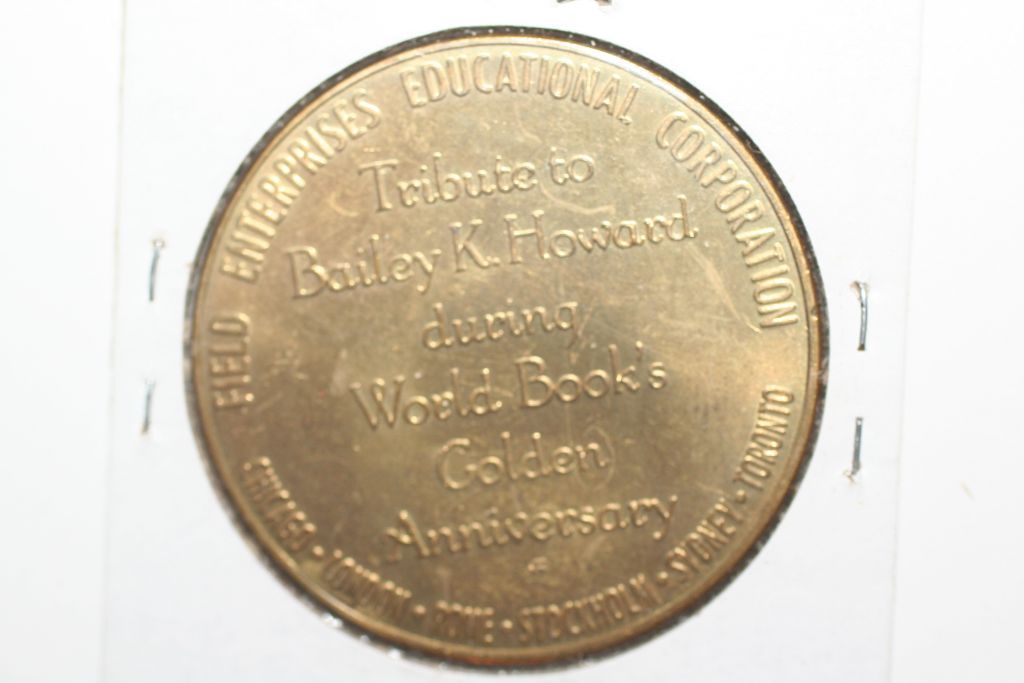 FIELD ENTERPRISES EDUCATIONAL CORPORATION
Tribute to
Bailey K. Howard
during
World Book's
Golden
Anniversary
CHICAGO • LONDON • ROME • STOCKHOLM • SYDNEY • TORONTO